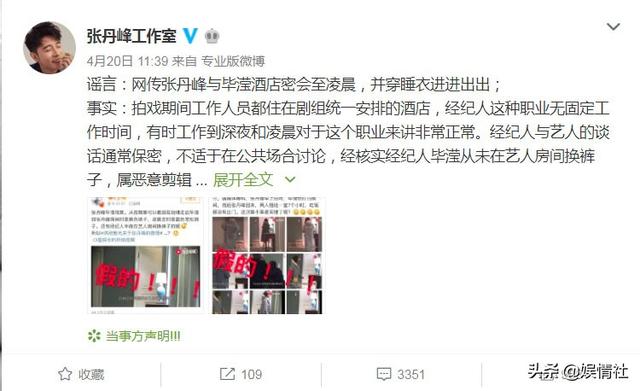 张丹峰工作室
4月20日 11:39 来自 专业版微博
谣言：网传张丹峰与毕滢酒店密会至凌晨，并穿睡衣进进出出；
事实：拍戏期间工作人员都住在剧组统一安排的酒店，经纪人这种职业无固定工
作时间，有时工作到深夜和凌晨对于这个职业来讲非常正常。经纪人与艺人的谈
话通常保密，不适于在公共场合讨论，经核实经纪人毕滢从未在艺人房间换裤
子，属恶意剪辑 ... 展开全文
假的！！！
假的！！！
当事方声明!!!
收藏
109
3351
头条 @娱情社